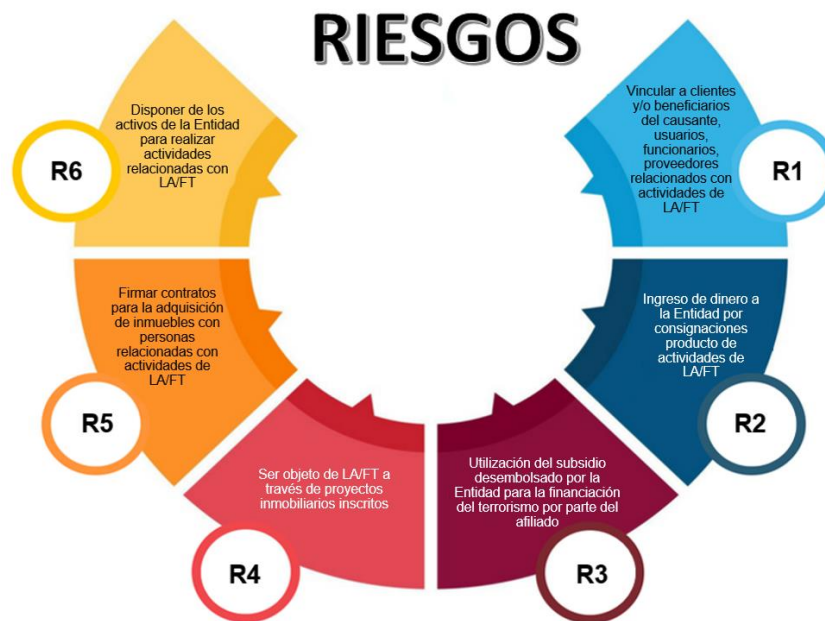 RIESGOS
Vincular a clientes
y/o beneficiarios
del causante,
usuarios,
funcionarios,
proveedores
relacionados con
actividades de
LA/FT
R1
Ingreso de dinero a
la Entidad por
consignaciones
producto de
actividades de
LA/FT
R2
Utilización del subsidio
desembolsado por la
Entidad para la financiación
del terrorismo por parte del
afiliado
R3
Ser objeto de LA/FT a
través de proyectos
inmobiliarios inscritos
R4
Firmar contratos
para la adquisición
de inmuebles con
personas
relacionadas con
actividades de
LA/FT
R5
Disponer de los
activos de la Entidad
para realizar
actividades
relacionadas con
LA/FT
R6